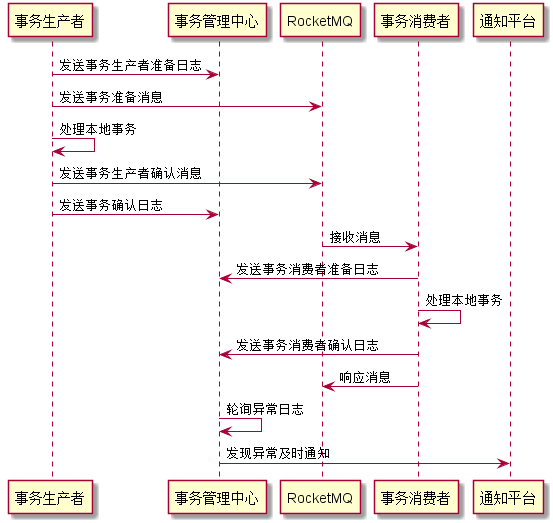 事务生产者
事务管理中心
RocketMQ
事务消费者
通知平台
发送事务生产者准备日志
发送事务准备消息
处理本地事务
发送事务生产者确认消息
发送事务确认日志
接收消息
发送事务消费者准备日志
处理本地事务
发送事务消费者确认日志
响应消息
轮询异常日志
发现异常及时通知
事务生产者
事务管理中心
RocketMQ
事务消费者
通知平台